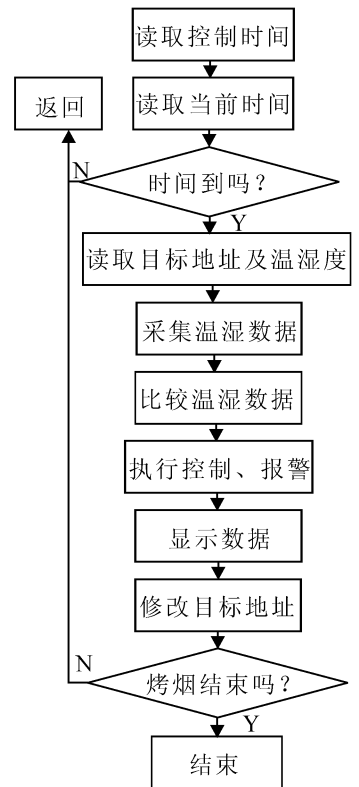 读取控制时间
返回
读取当前时间
N
时间到吗?
Y
读取目标地址及温湿度
采集温湿数据
比较温湿数据
执行控制、报警
显示数据
修改目标地址
N
烤烟结束吗?
Y
结束